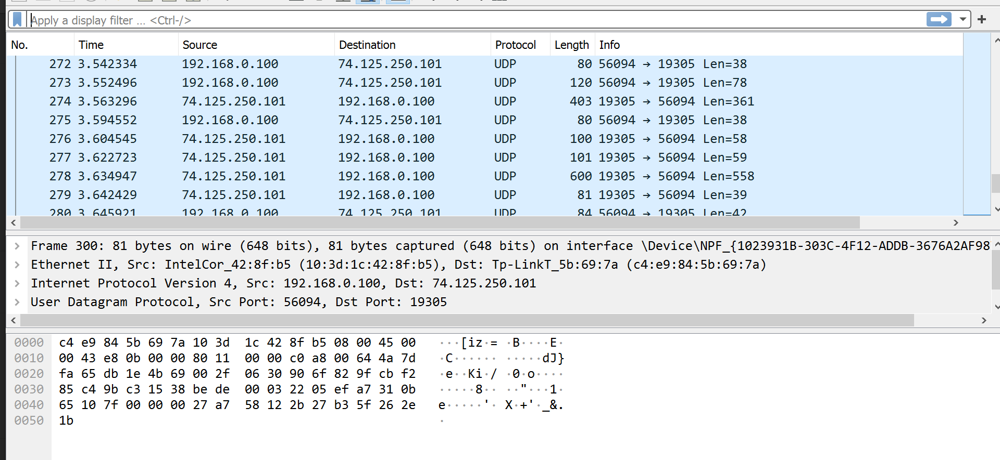 Apply a display filter ... <Ctrl-/>
No. Time Source Destination Protocol Length Info
272 3.542334 192.168.0.100 74.125.250.101 UDP 80 56094 → 19305 Len=38
273 3.552496 192.168.0.100 74.125.250.101 UDP 120 56094 → 19305 Len=78
274 3.563296 74.125.250.101 192.168.0.100 UDP 403 19305 → 56094 Len=361
275 3.594552 192.168.0.100 74.125.250.101 UDP 80 56094 → 19305 Len=38
276 3.604545 74.125.250.101 192.168.0.100 UDP 100 19305 → 56094 Len=58
277 3.622723 74.125.250.101 192.168.0.100 UDP 101 19305 → 56094 Len=59
278 3.634947 74.125.250.101 192.168.0.100 UDP 600 19305 → 56094 Len=558
279 3.642429 74.125.250.101 192.168.0.100 UDP 81 19305 → 56094 Len=39
280 3.645921 192.168.0.100 74.125.250.101 UDP 84 56094 → 19305 Len=42
Frame 300: 81 bytes on wire (648 bits), 81 bytes captured (648 bits) on interface \Device\NPF_{1023931B-303C-4F12-ADDB-3676A2AF98
Ethernet II, Src: IntelCor_42:8f:b5 (10:3d:1c:42:8f:b5), Dst: Tp-LinkT_5b:69:7a (c4:e9:84:5b:69:7a)
Internet Protocol Version 4, Src: 192.168.0.100, Dst: 74.125.250.101
User Datagram Protocol, Src Port: 56094, Dst Port: 19305
0000 c4 e9 84 5b 69 7a 10 3d 1c 42 8f b5 08 00 45 00 ···[iz·= ·B····E·
0010 00 43 e8 0b 00 00 80 11 00 00 c0 a8 00 64 4a 7d ·C······ ·····dJ}
0020 fa 65 db 1e 4b 69 00 2f 06 30 90 6f 82 9f cb f2 ·e··Ki·/ ·0·o····
0030 85 c4 9b c3 15 38 be de 00 03 22 05 ef a7 31 0b ·····8·· ··"···1·
0040 65 10 7f 00 00 00 27 a7 58 12 2b 27 b3 5f 26 2e e·····'· X·+'·_&.
0050 1b ·